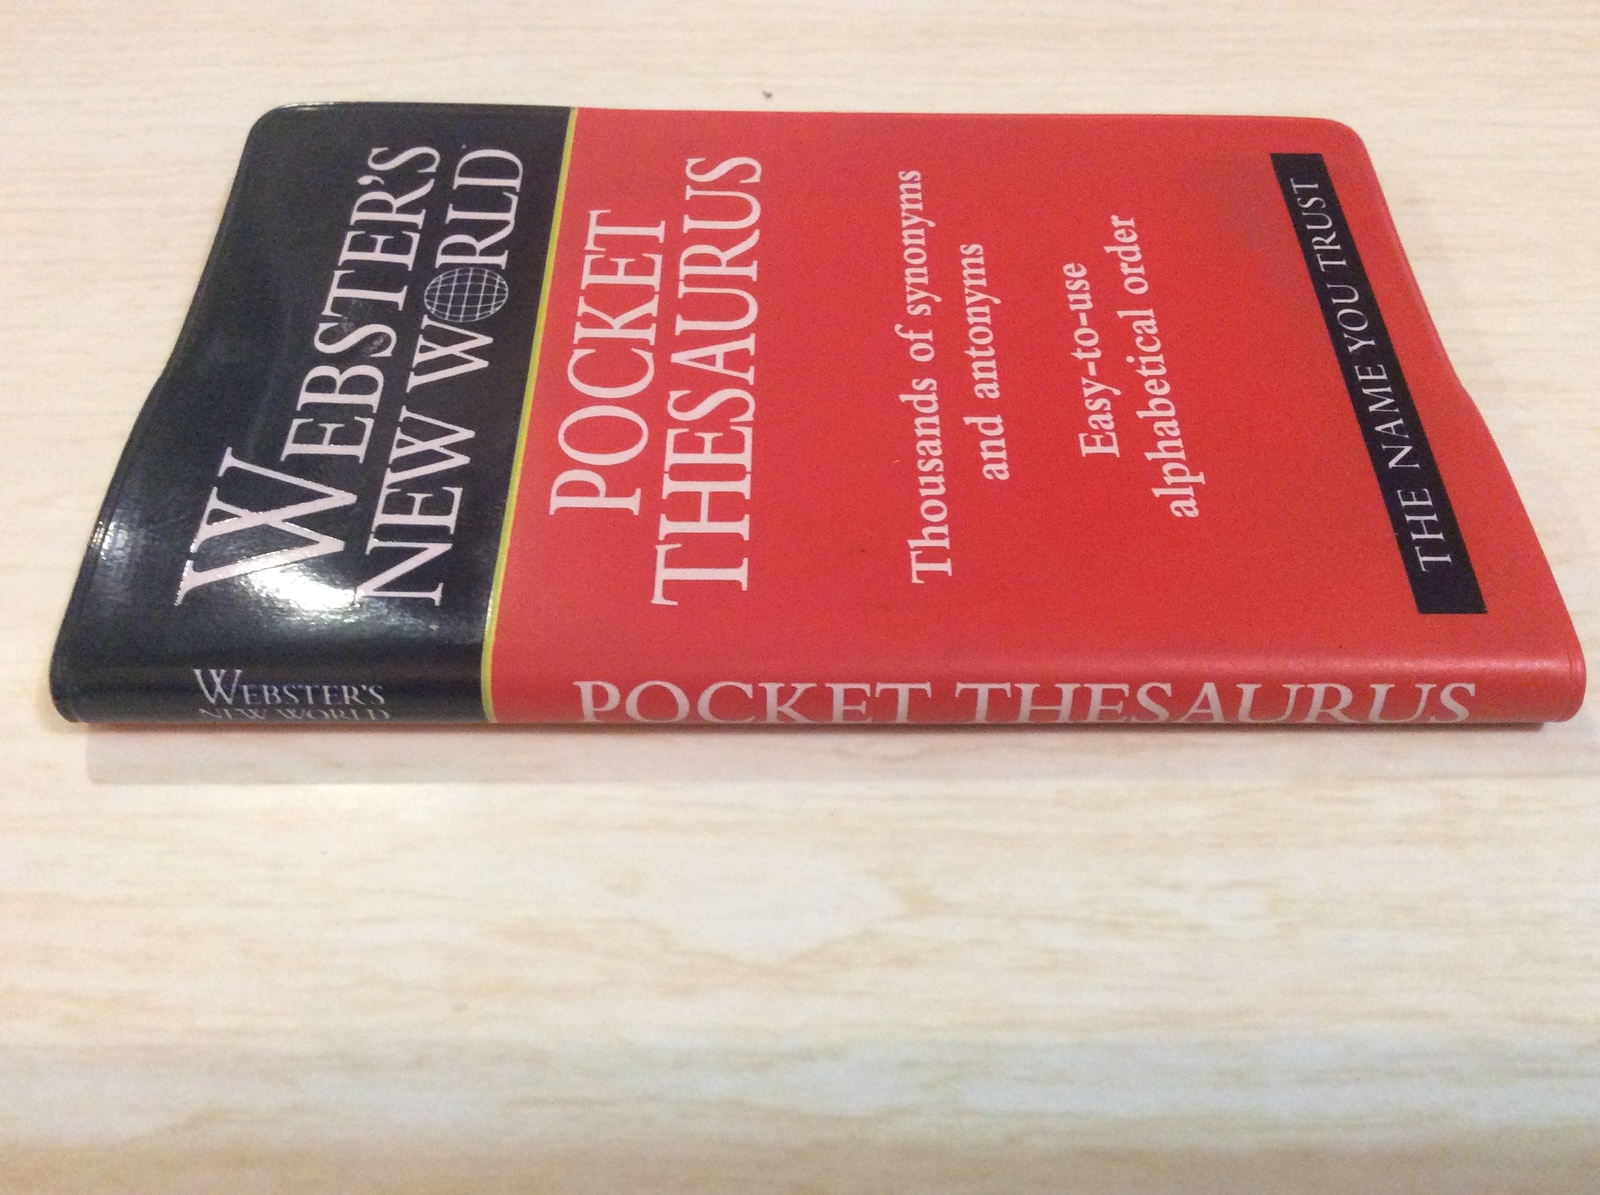 WEBSTER'S
NEW WORLD
POCKET
THESAURUS
Thousands of synonyms
and antonyms
Easy-to-use
alphabetical order
THE NAME YOU TRUST
WEBSTER'S
NEW WORLD
POCKET THESAURUS